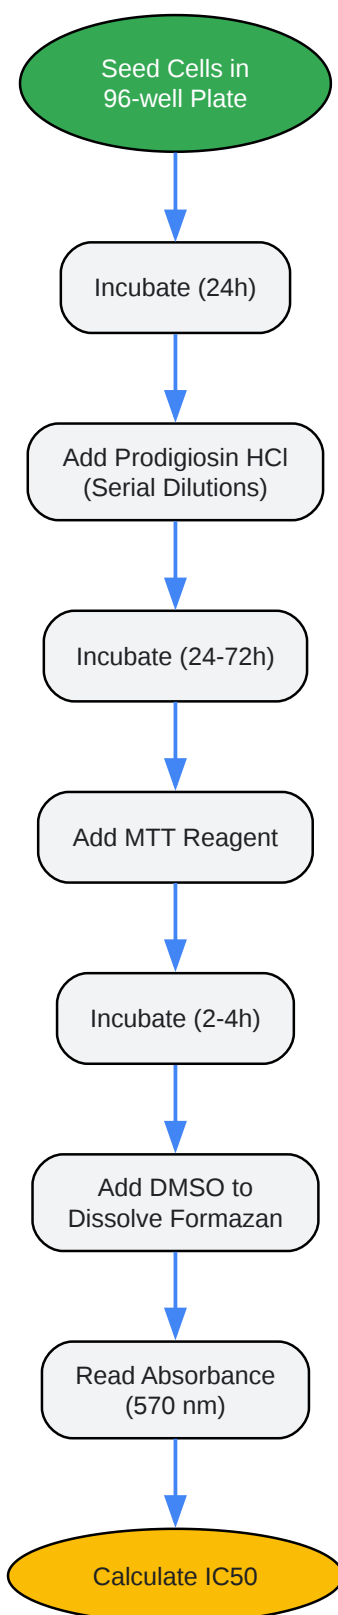 Seed Cells in
96-well Plate
Incubate (24h)
Add Prodigiosin HCl
(Serial Dilutions)
Incubate (24-72h)
Add MTT Reagent
Incubate (2-4h)
Add DMSO to
Dissolve Formazan
Read Absorbance
(570 nm)
Calculate IC50